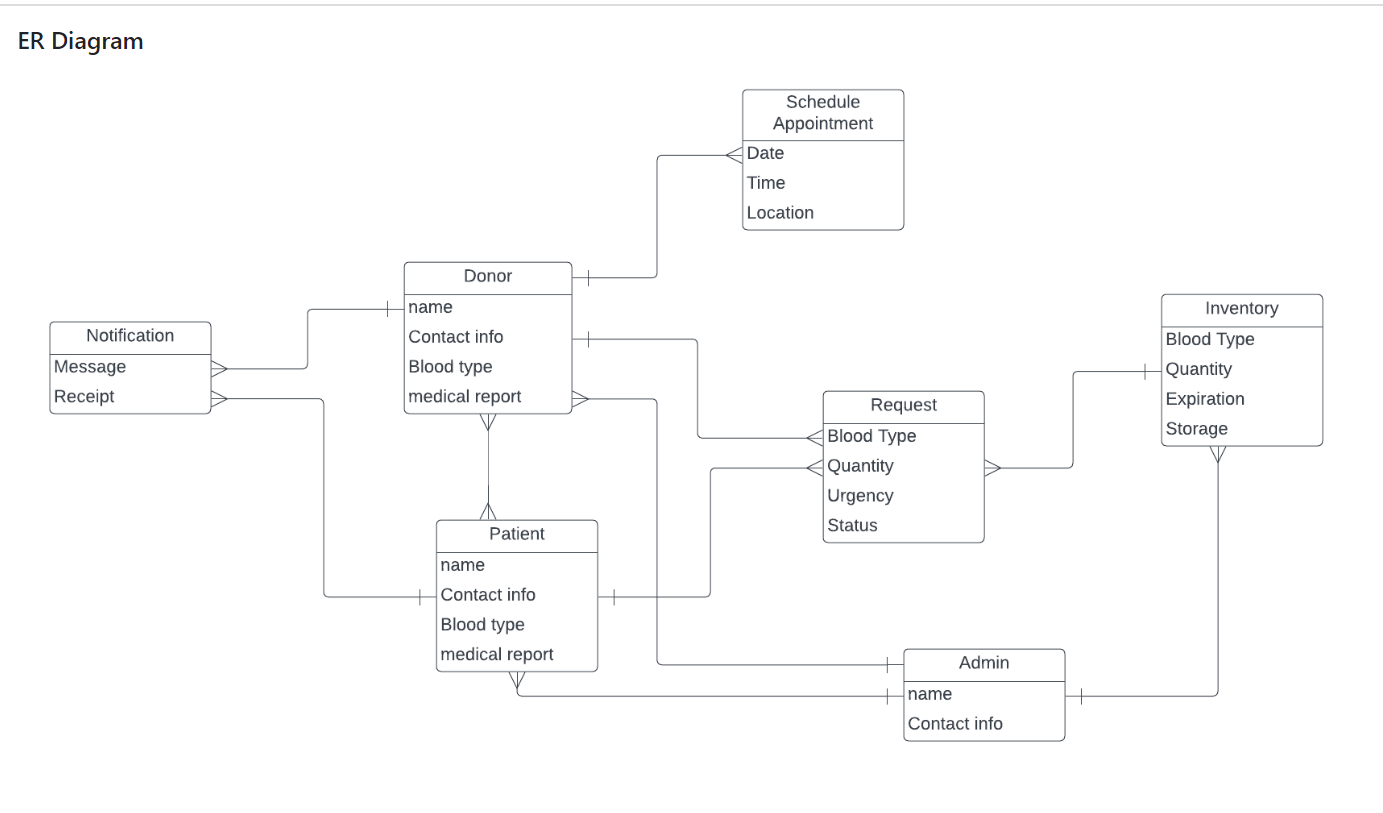 ER Diagram
Schedule
Appointment
Date
Time
Location
Donor
name
Contact info
Blood type
medical report
Notification
Message
Receipt
Inventory
Blood Type
Quantity
Expiration
Storage
Request
Blood Type
Quantity
Urgency
Status
Patient
name
Contact info
Blood type
medical report
Admin
name
Contact info